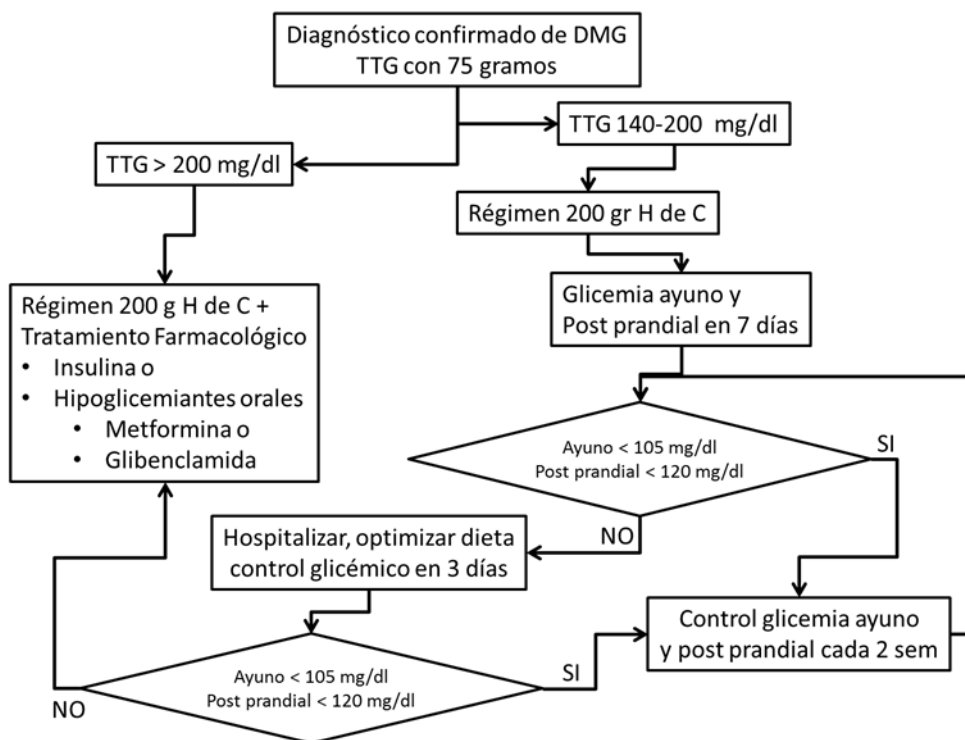 Diagnóstico confirmado de DMG
TTG con 75 gramos
TTG 140-200 mg/dl
TTG > 200 mg/dl
Régimen 200 gr H de C
Régimen 200 g H de C +
Tratamiento Farmacológico
• Insulina o
• Hipoglicemiantes orales
• Metformina o
• Glibenclamida
Glicemia ayuno y
Post prandial en 7 días
Ayuno < 105 mg/dl
Post prandial < 120 mg/dl
SI
NO
Hospitalizar, optimizar dieta
control glicémico en 3 días
Control glicemia ayuno
y post prandial cada 2 sem
Ayuno < 105 mg/dl
Post prandial < 120 mg/dl
SI
NO